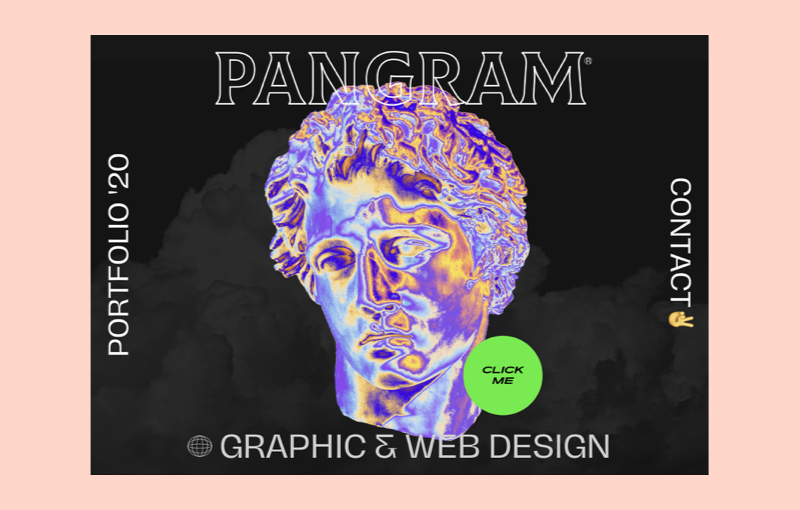 PANGRAM®
PORTFOLIO '20
CONTACT✌️
CLICK
ME
GRAPHIC & WEB DESIGN